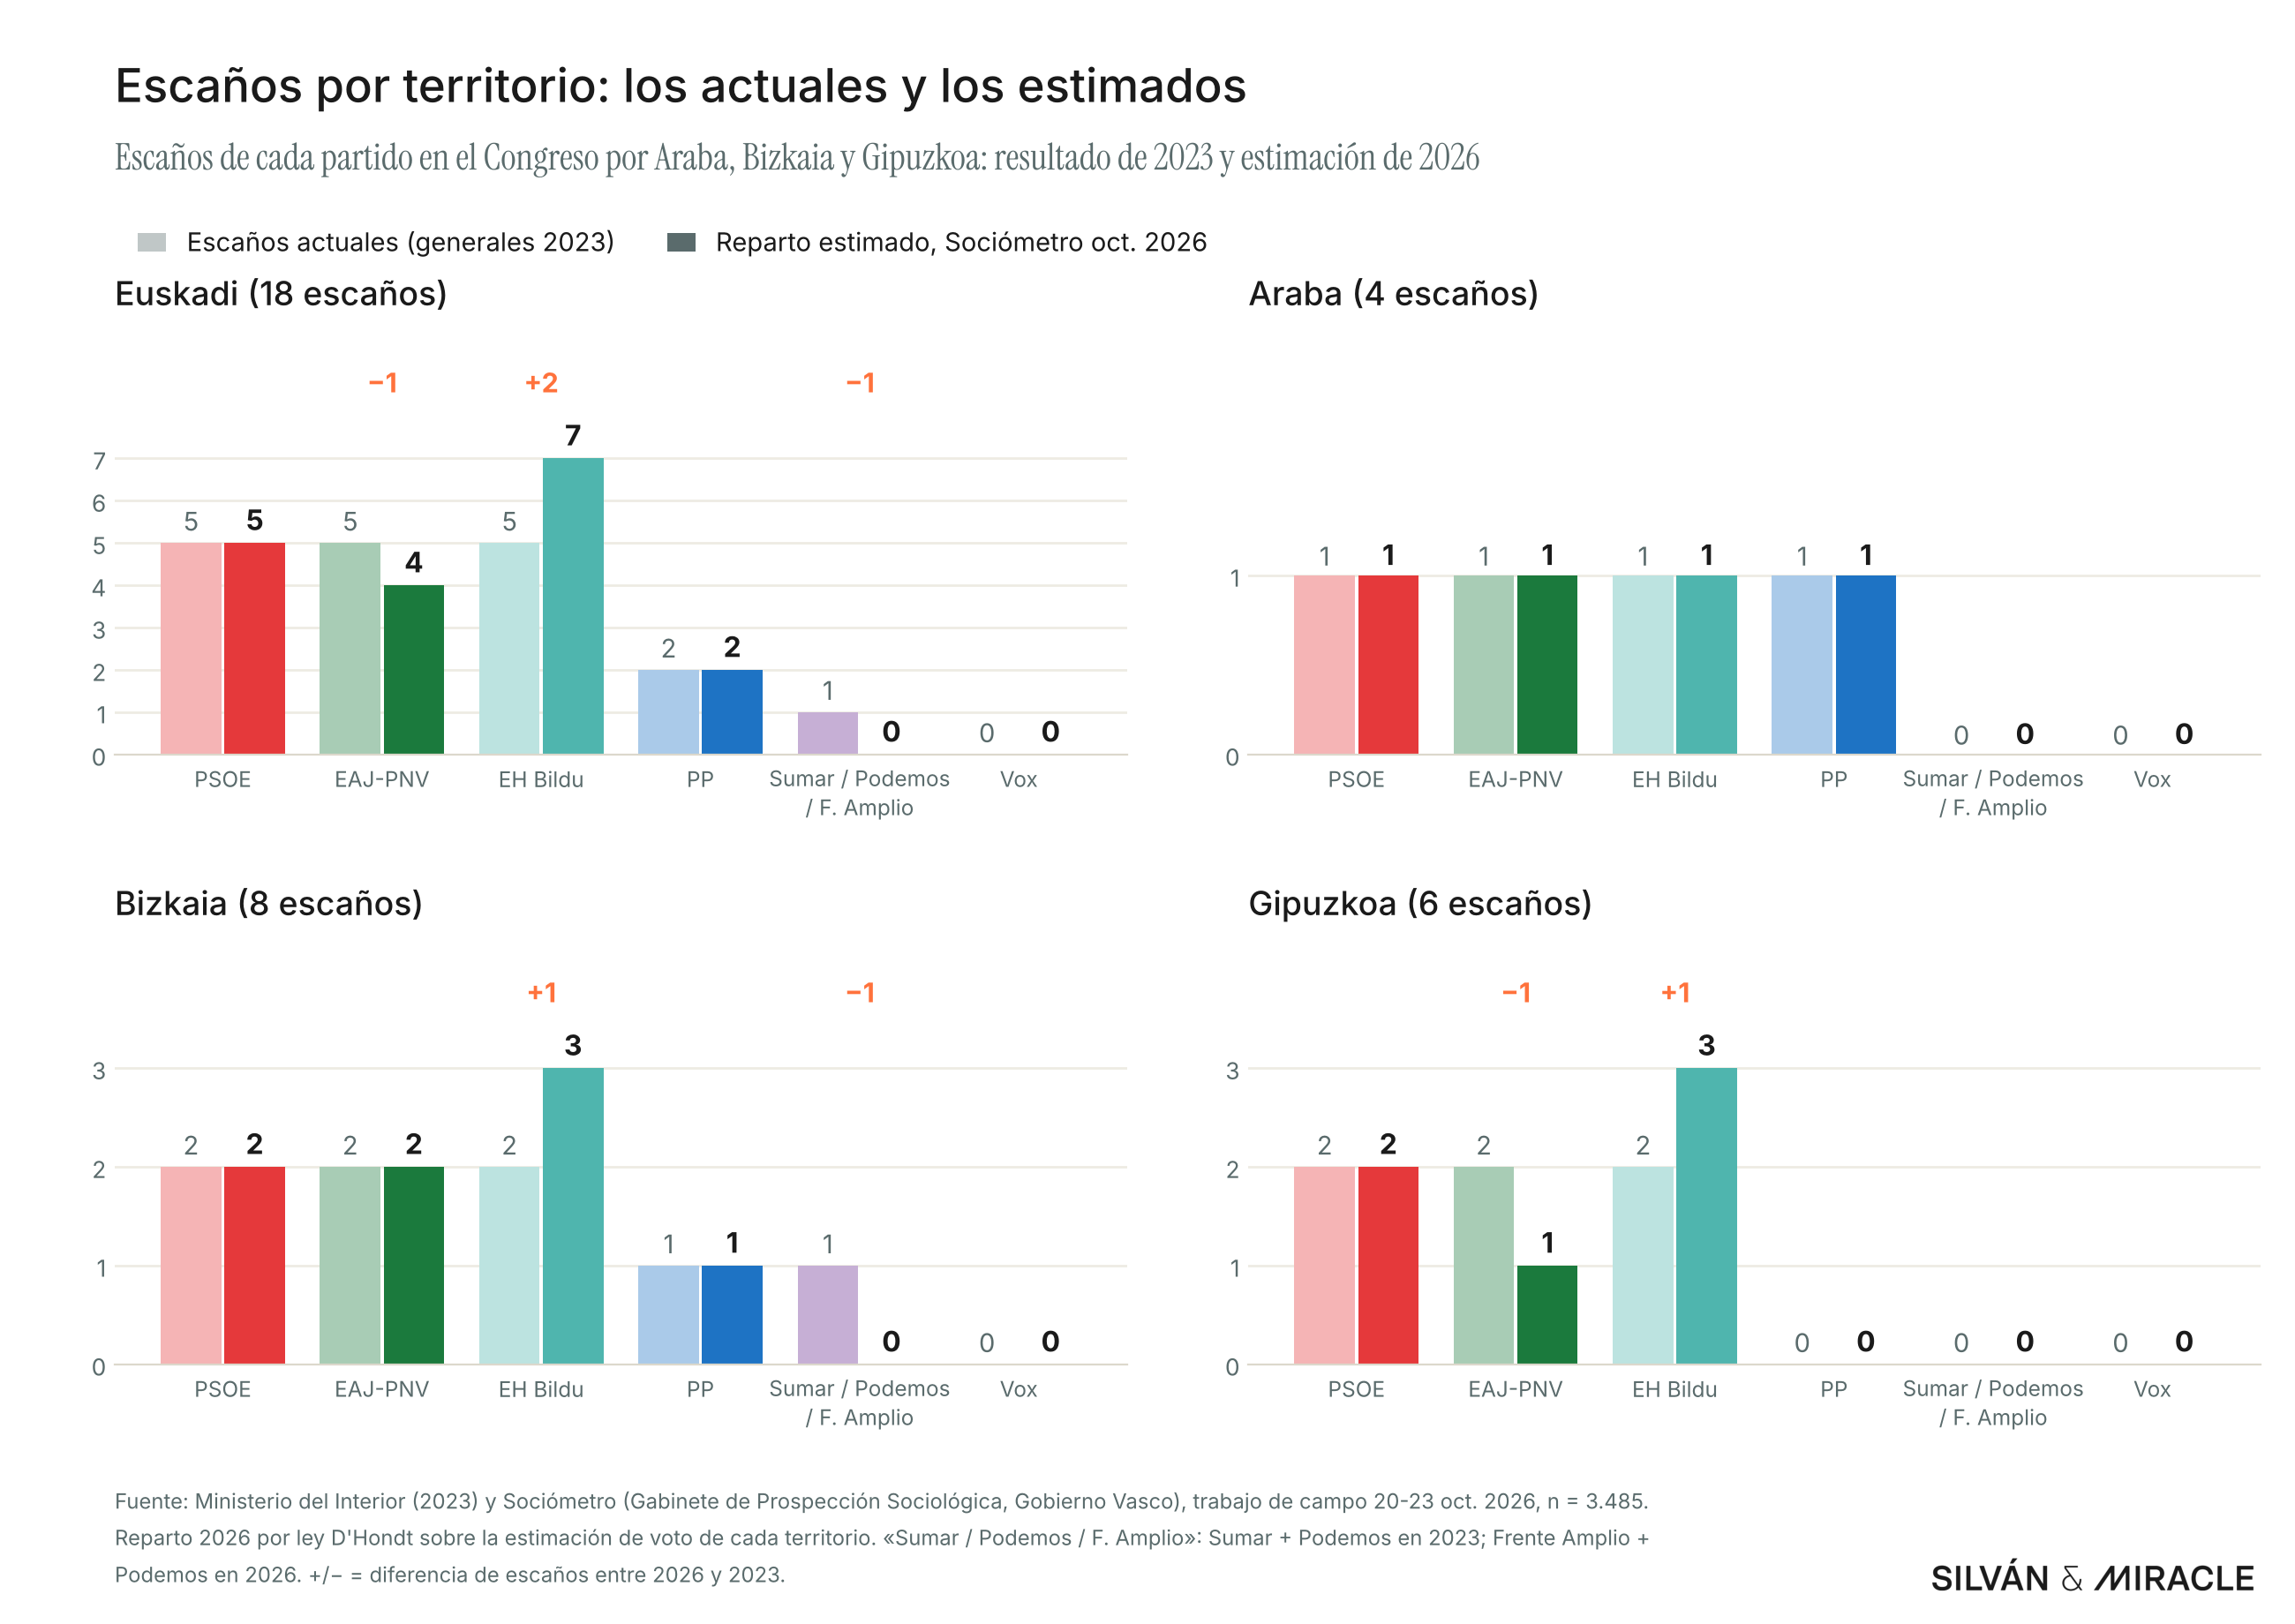 Escaños por territorio: los actuales y los estimados
Escaños de cada partido en el Congreso por Araba, Bizkaia y Gipuzkoa: resultado de 2023 y estimación de 2026
Escaños actuales (generales 2023)
Reparto estimado, Sociómetro oct. 2026
Euskadi (18 escaños)
−1 +2 −1
7
6
5
4
3
2
1
0
5 5 5 4 5 7 2 2 1 0 0 0
PSOE EAJ-PNV EH Bildu PP Sumar / Podemos Vox
/ F. Amplio
Araba (4 escaños)
1
0
1 1 1 1 1 1 1 1 0 0 0 0
PSOE EAJ-PNV EH Bildu PP Sumar / Podemos Vox
/ F. Amplio
Bizkaia (8 escaños)
+1 −1
3
2
1
0
2 2 2 2 2 3 1 1 1 0 0 0
PSOE EAJ-PNV EH Bildu PP Sumar / Podemos Vox
/ F. Amplio
Gipuzkoa (6 escaños)
−1 +1
3
2
1
0
2 2 2 1 2 3 0 0 0 0 0 0
PSOE EAJ-PNV EH Bildu PP Sumar / Podemos Vox
/ F. Amplio
Fuente: Ministerio del Interior (2023) y Sociómetro (Gabinete de Prospección Sociológica, Gobierno Vasco), trabajo de campo 20-23 oct. 2026, n = 3.485.
Reparto 2026 por ley D'Hondt sobre la estimación de voto de cada territorio. «Sumar / Podemos / F. Amplio»: Sumar + Podemos en 2023; Frente Amplio +
Podemos en 2026. +/− = diferencia de escaños entre 2026 y 2023.
SILVÁN & MIRACLE